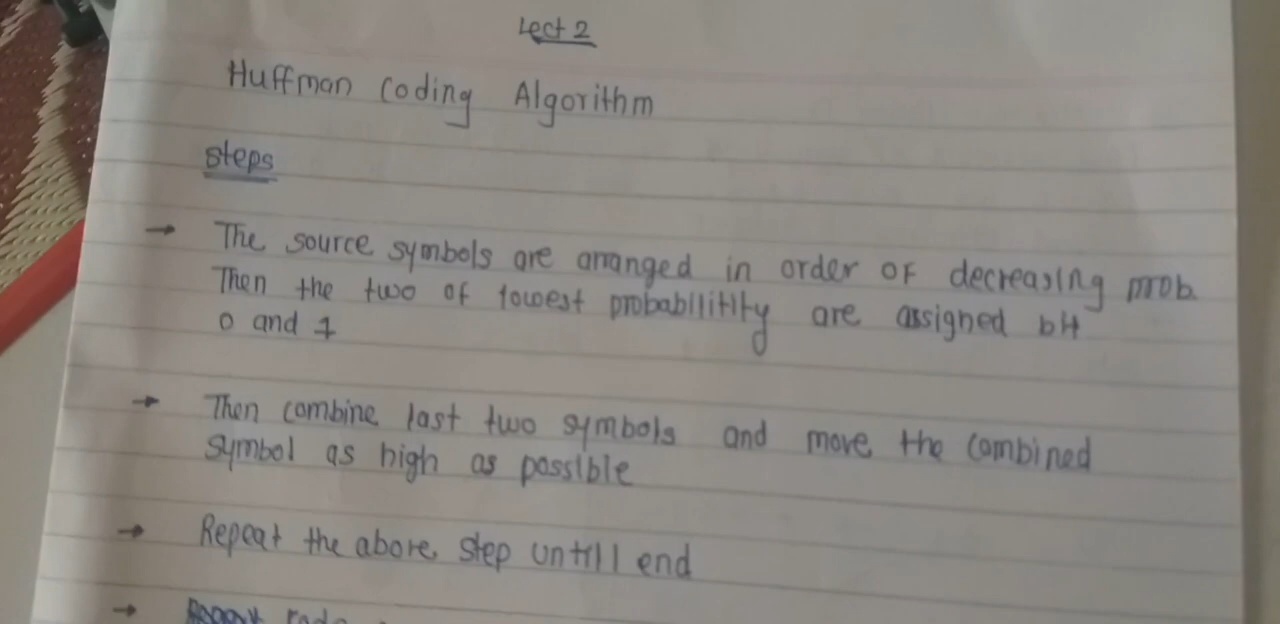 Lect 2
Huffman Coding Algorithm
steps
→ The source symbols are arranged in order of decreasing prob.
Then the two of lowest probabilitity are assigned bit
0 and 1
→ Then combine last two symbols and move the combined
symbol as high as possible
→ Repeat the above step untill end
→